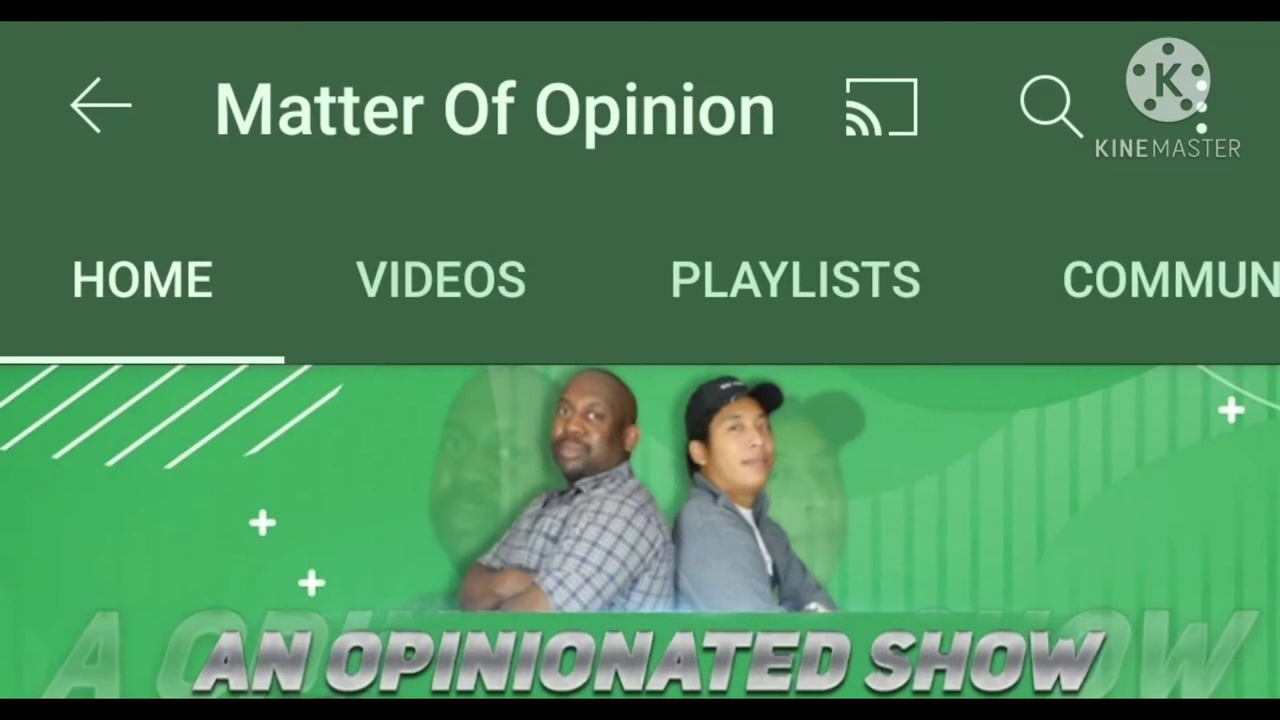 Matter Of Opinion
K
KINEMASTER
HOME VIDEOS PLAYLISTS COMMUN
AN OPINIONATED SHOW